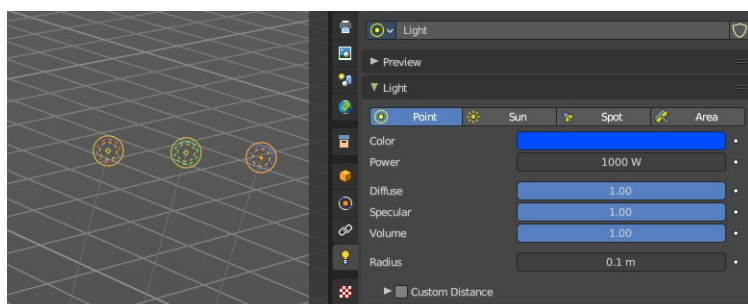 Light
Preview
Light
Point Sun Spot Area
Color
Power 1000 W
Diffuse 1.00
Specular 1.00
Volume 1.00
Radius 0.1 m
Custom Distance